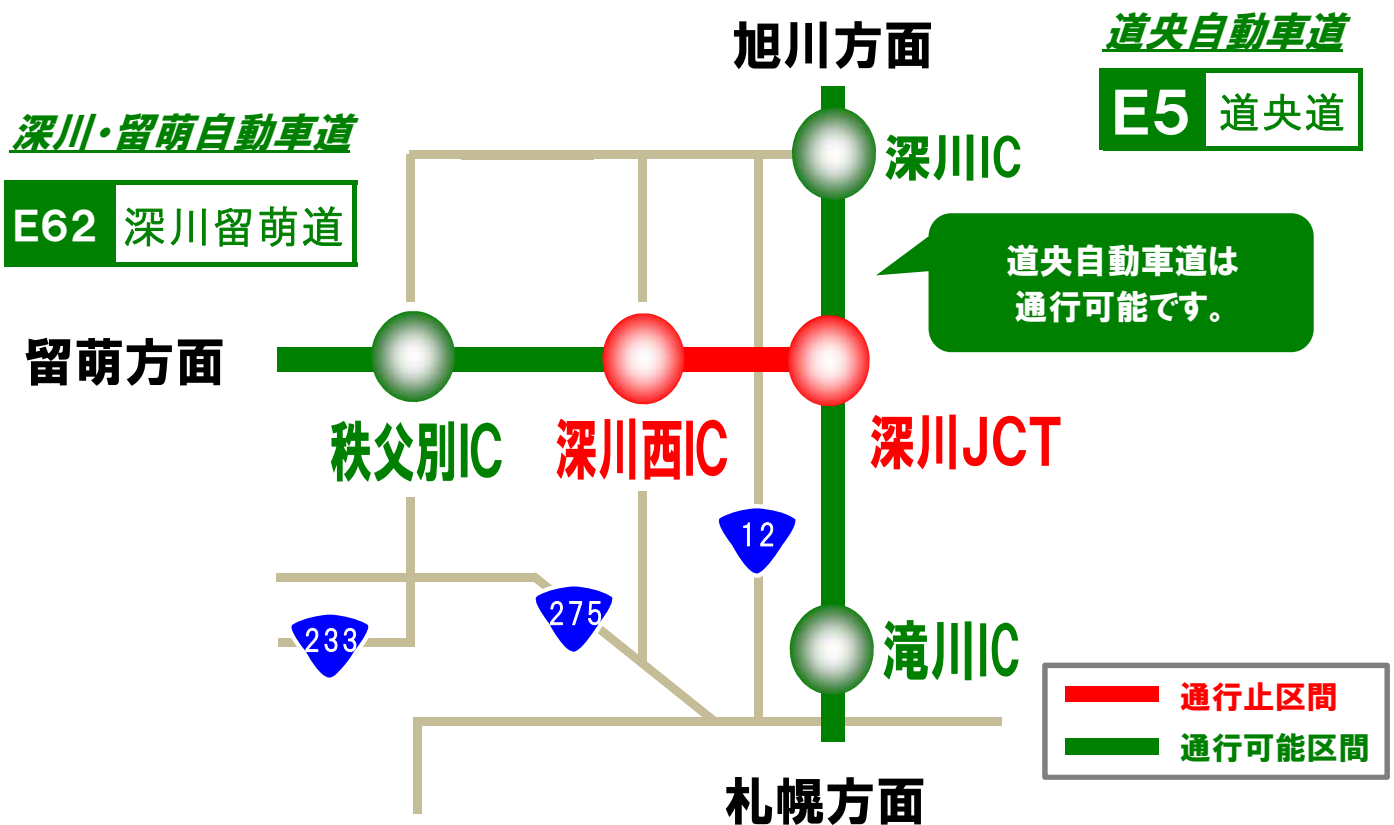 道央自動車道
旭川方面
E5 道央道
深川・留萌自動車道
深川IC
E62 深川留萌道
道央自動車道は
通行可能です。
留萌方面
秩父別IC
深川西IC
深川JCT
12
275
233
滝川IC
通行止区間
通行可能区間
札幌方面